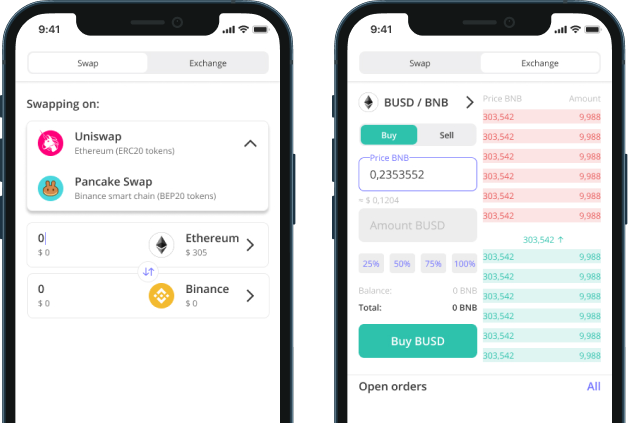 9:41
Swap Exchange
Swapping on:
Uniswap
Ethereum (ERC20 tokens)
Pancake Swap
Binance smart chain (BEP20 tokens)
0 Ethereum
$ 0 $ 305
0 Binance
$ 0 $ 0
9:41
Swap Exchange
BUSD / BNB
Buy Sell
Price BNB
0,2353552
≈ $ 0,1204
Amount BUSD
25% 50% 75% 100%
Balance: 0 BNB
Total: 0 BNB
Buy BUSD
Price BNB Amount
303,542 9,988
303,542 9,988
303,542 9,988
303,542 9,988
303,542 9,988
303,542 9,988
303,542 ↑
303,542 9,988
303,542 9,988
303,542 9,988
303,542 9,988
303,542 9,988
303,542 9,988
Open orders All